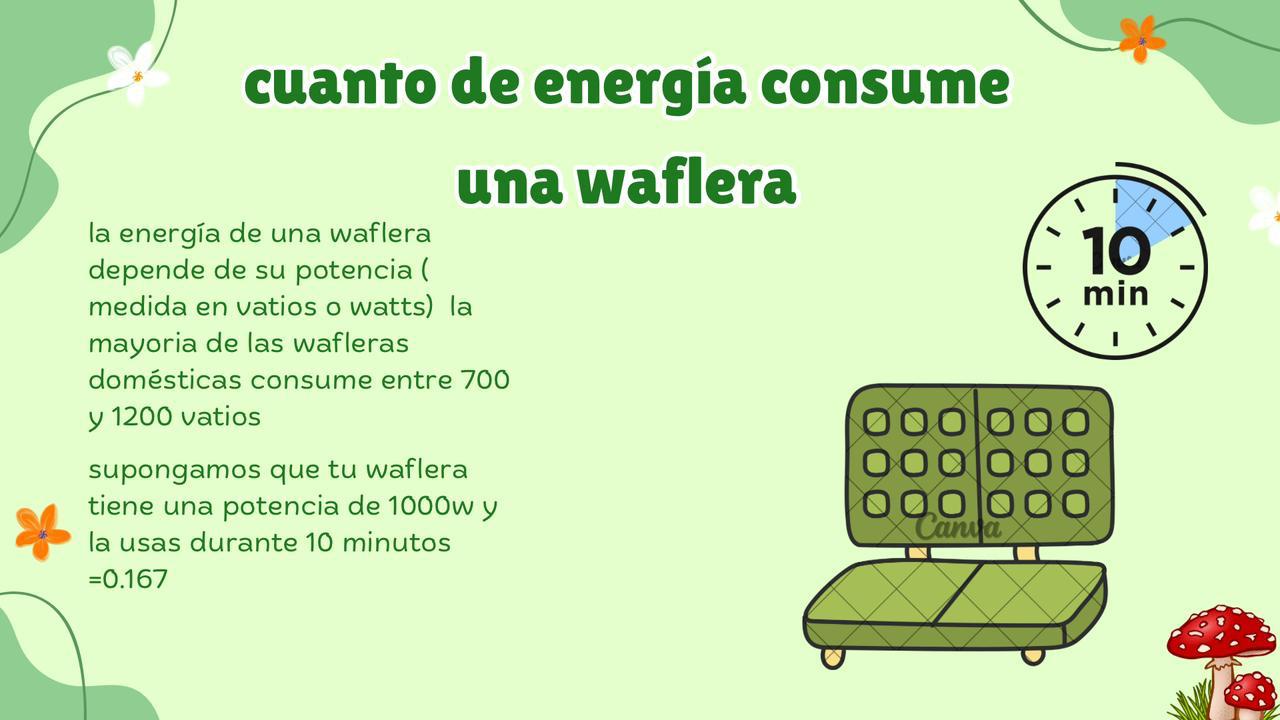 cuanto de energía consume
una waflera
la energía de una waflera
depende de su potencia (
medida en vatios o watts)  la
mayoria de las wafleras
domésticas consume entre 700
y 1200 vatios
supongamos que tu waflera
tiene una potencia de 1000w y
la usas durante 10 minutos
=0.167
10
min
Canva